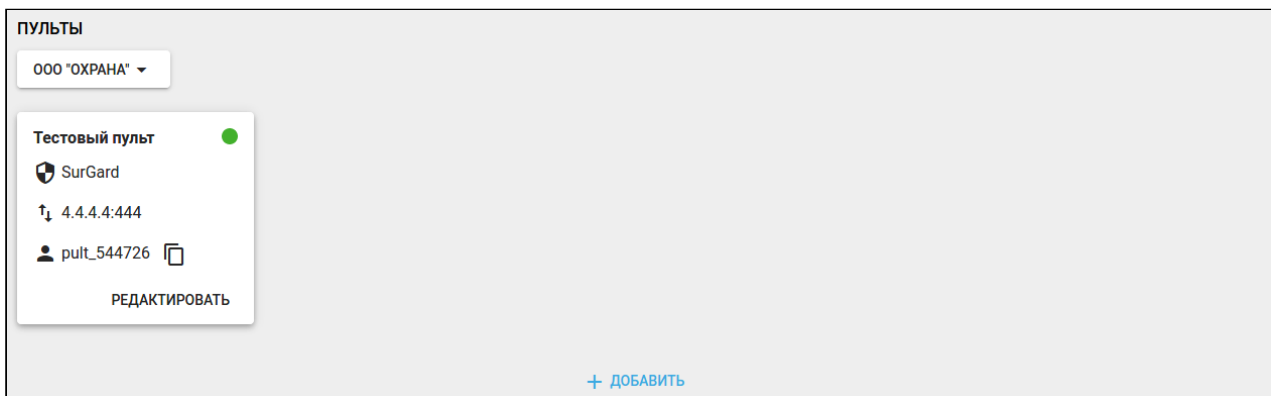 ПУЛЬТЫ
ООО "ОХРАНА"
Тестовый пульт
SurGard
4.4.4.4:444
pult_544726
РЕДАКТИРОВАТЬ
+ ДОБАВИТЬ